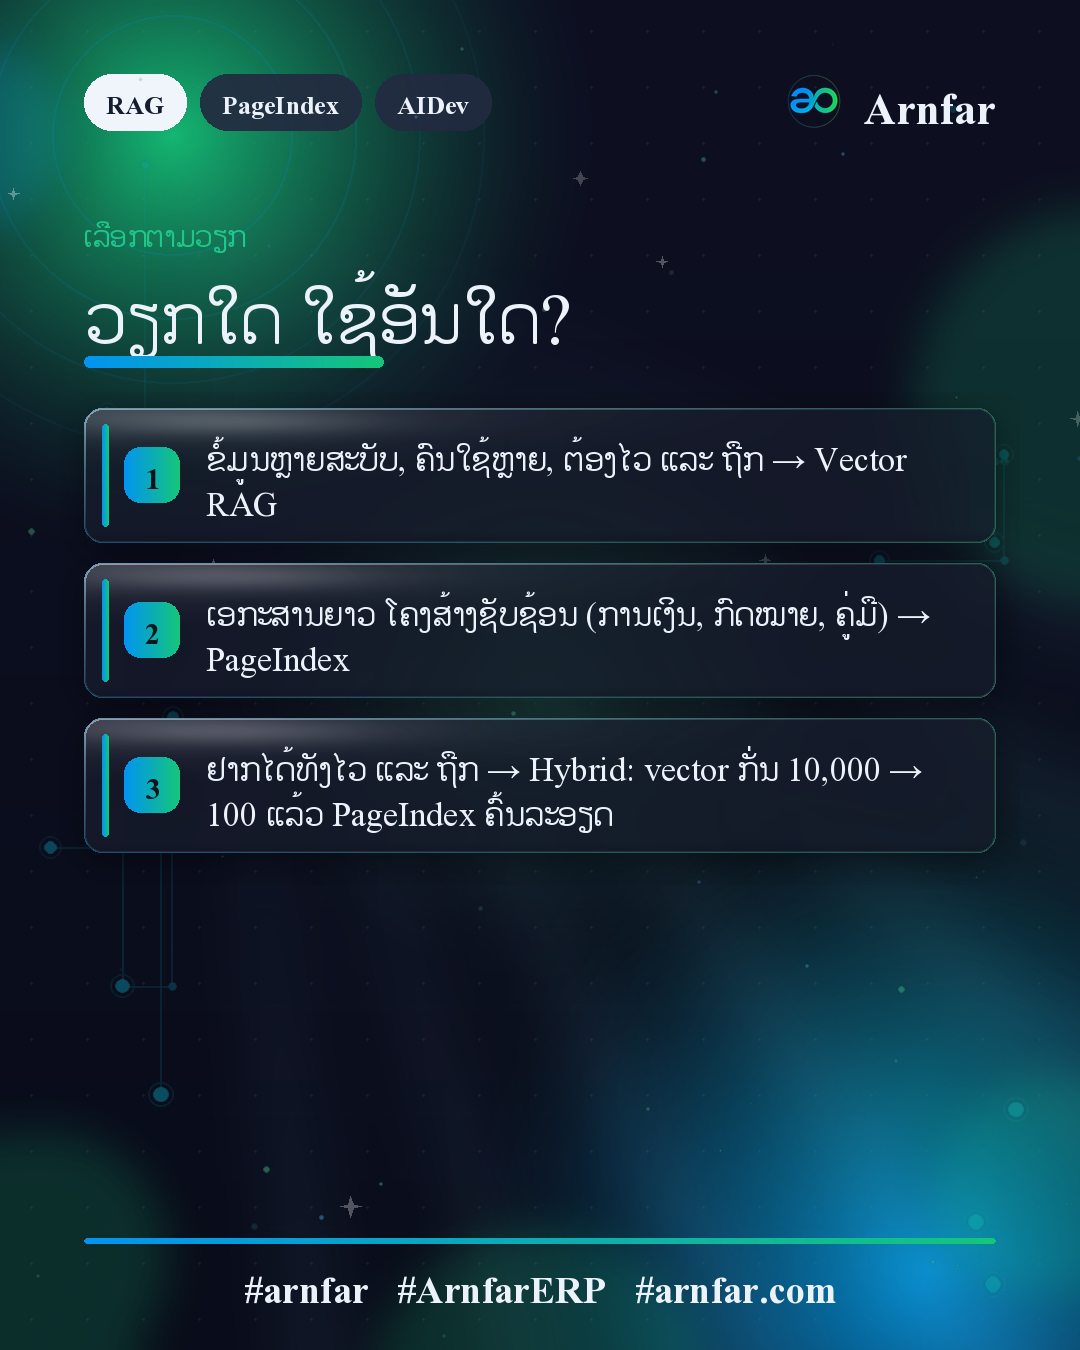 RAG PageIndex AIDev
Arnfar
ເລືອກຕາມວຽກ
ວຽກໃດ ໃຊ້ອັນໃດ?
1
ຂໍ້ມູນຫຼາຍສະບັບ, ຄົນໃຊ້ຫຼາຍ, ຕ້ອງໄວ ແລະ ຖືກ → Vector
RAG
2
ເອກະສານຍາວ ໂຄງສ້າງຊັບຊ້ອນ (ການເງິນ, ກົດໝາຍ, ຄູ່ມື) →
PageIndex
3
ຢາກໄດ້ທັງໄວ ແລະ ຖືກ → Hybrid: vector ກັ່ນ 10,000 →
100 ແລ້ວ PageIndex ຄົ້ນລະອຽດ
#arnfar #ArnfarERP #arnfar.com